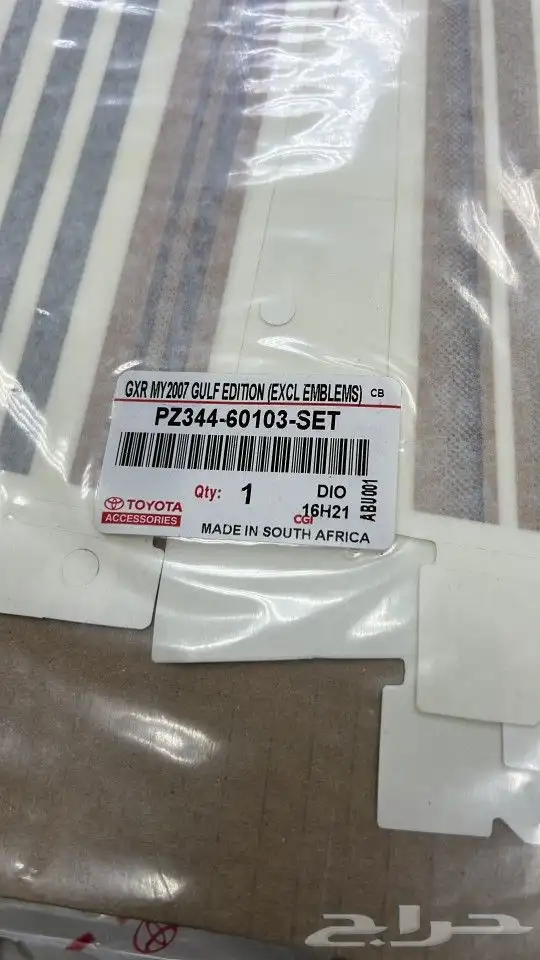 GXR MY2007 GULF EDITION (EXCL EMBLEMS) CB
PZ344-60103-SET
Qty: 1
DIO
16H21
CGI
ABU001
TOYOTA
ACCESSORIES
MADE IN SOUTH AFRICA
حراج